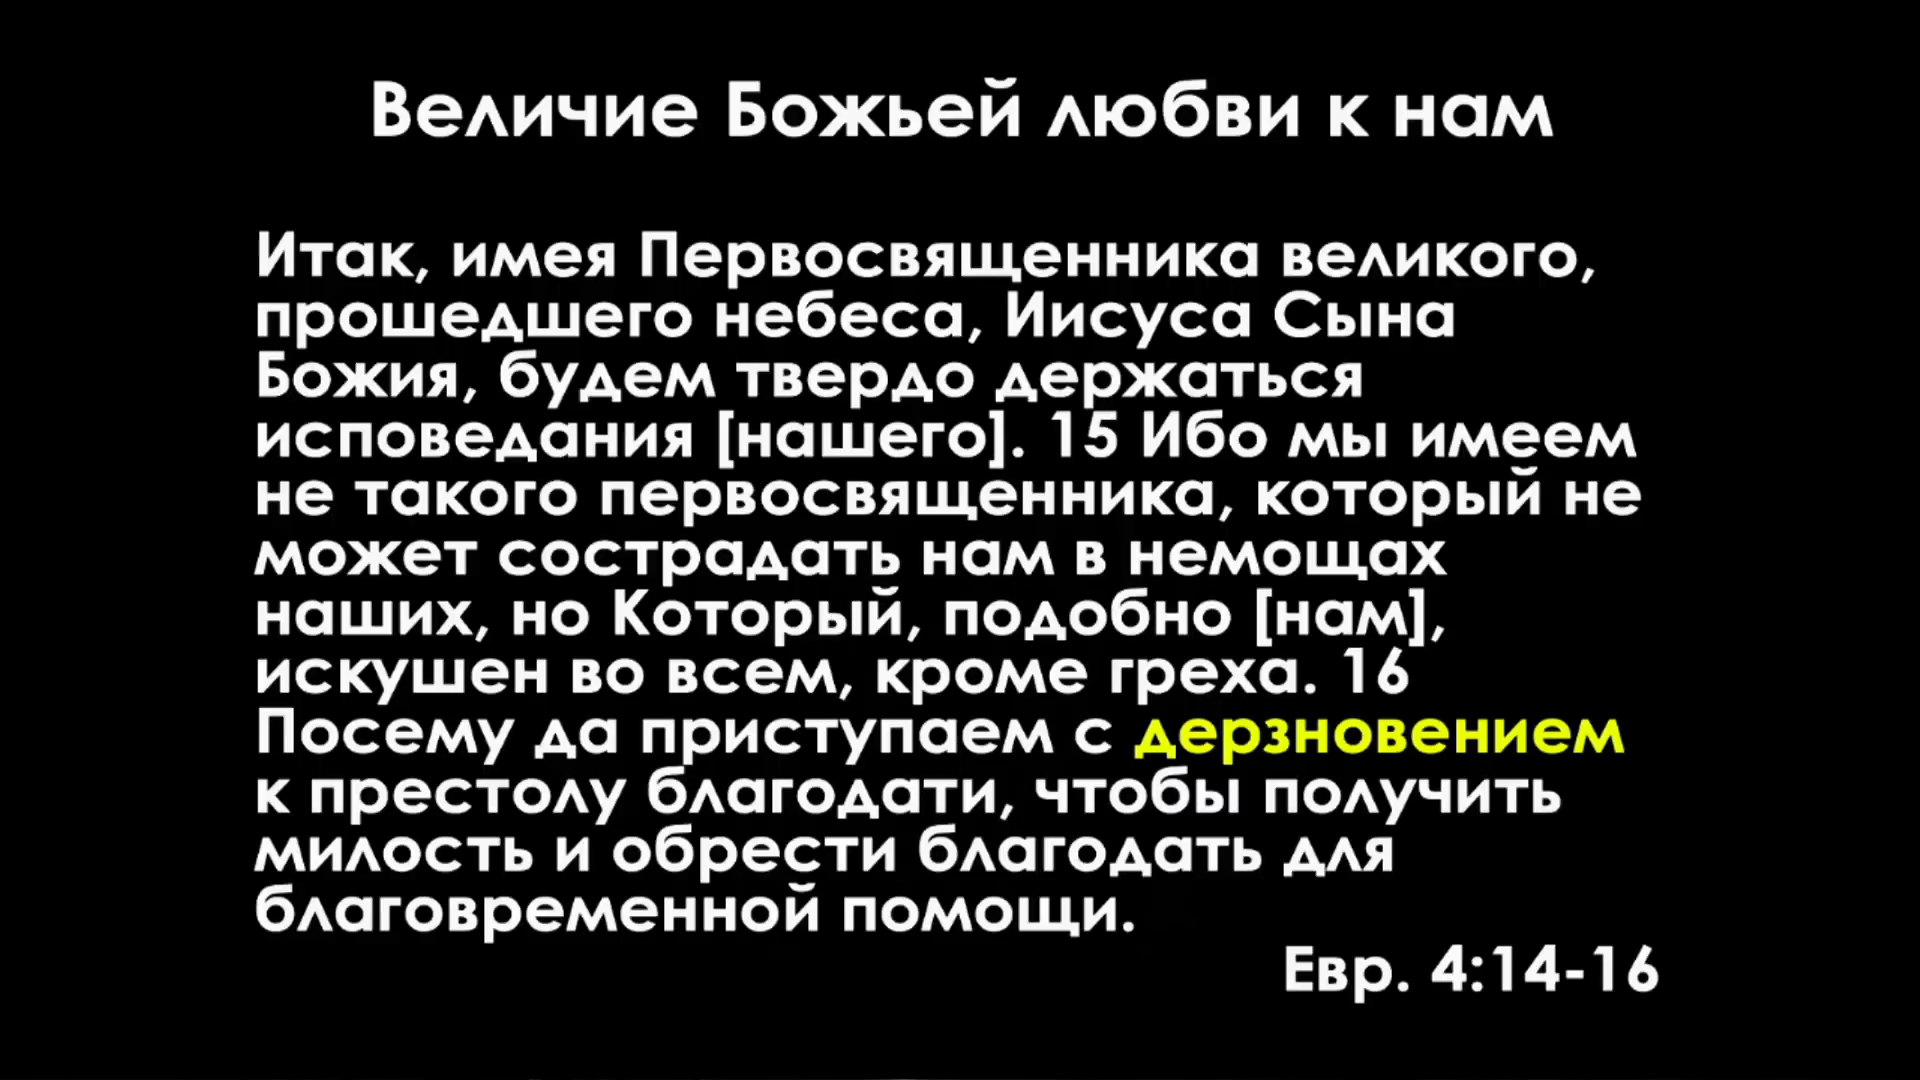 Величие Божьей любви к нам
Итак, имея Первосвященника великого,
прошедшего небеса, Иисуса Сына
Божия, будем твердо держаться
исповедания [нашего]. 15 Ибо мы имеем
не такого первосвященника, который не
может сострадать нам в немощах
наших, но Который, подобно [нам],
искушен во всем, кроме греха. 16
Посему да приступаем с дерзновением
к престолу благодати, чтобы получить
милость и обрести благодать для
благовременной помощи.
Евр. 4:14-16